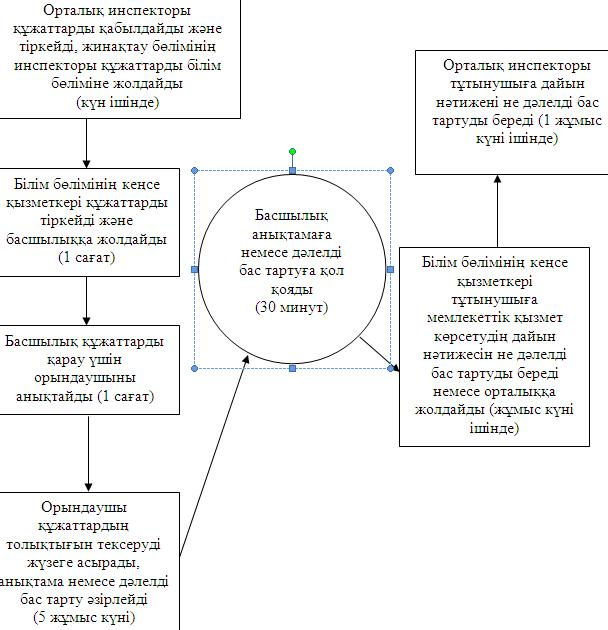 Орталық инспекторы
құжаттарды қабылдайды және
тіркейді, жинақтау бөлімінің
инспекторы құжаттарды білім
бөліміне жолдайды
(күн ішінде)
Білім бөлімінің кеңсе
қызметкері құжаттарды
тіркейді және
басшылыққа жолдайды
(1 сағат)
Басшылық құжаттарды
қарау үшін
орындаушыны
анықтайды (1 сағат)
Орындаушы
құжаттардың
толықтығын тексеруді
жүзеге асырады,
анықтама немесе дәлелді
бас тарту әзірлейді
(5 жұмыс күні)
Басшылық
анықтамаға
немесе дәлелді
бас тартуға қол
қояды
(30 минут)
Білім бөлімінің кеңсе
қызметкері
тұтынушыға
мемлекеттік қызмет
көрсетудің дайын
нәтижесін не дәлелді
бас тартуды береді
немесе орталыққа
жолдайды (жұмыс күні
ішінде)
Орталық инспекторы
тұтынушыға дайын
нәтижені не дәлелді бас
тартуды береді (1 жұмыс
күні ішінде)